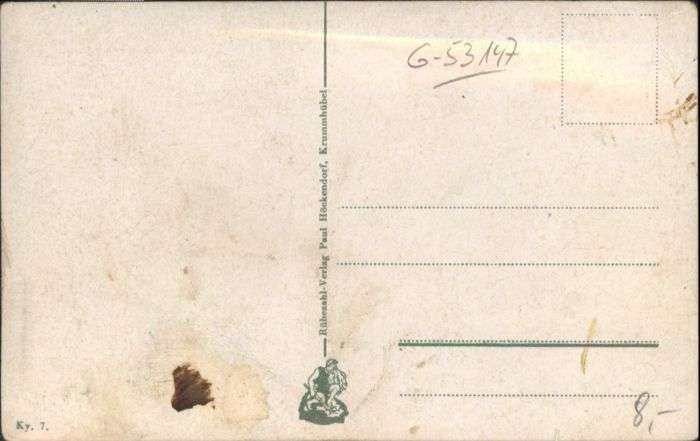 G-53147
Rübezahl-Verlag Paul Höckendorf, Krummhübel
Ky. 7.
8,-